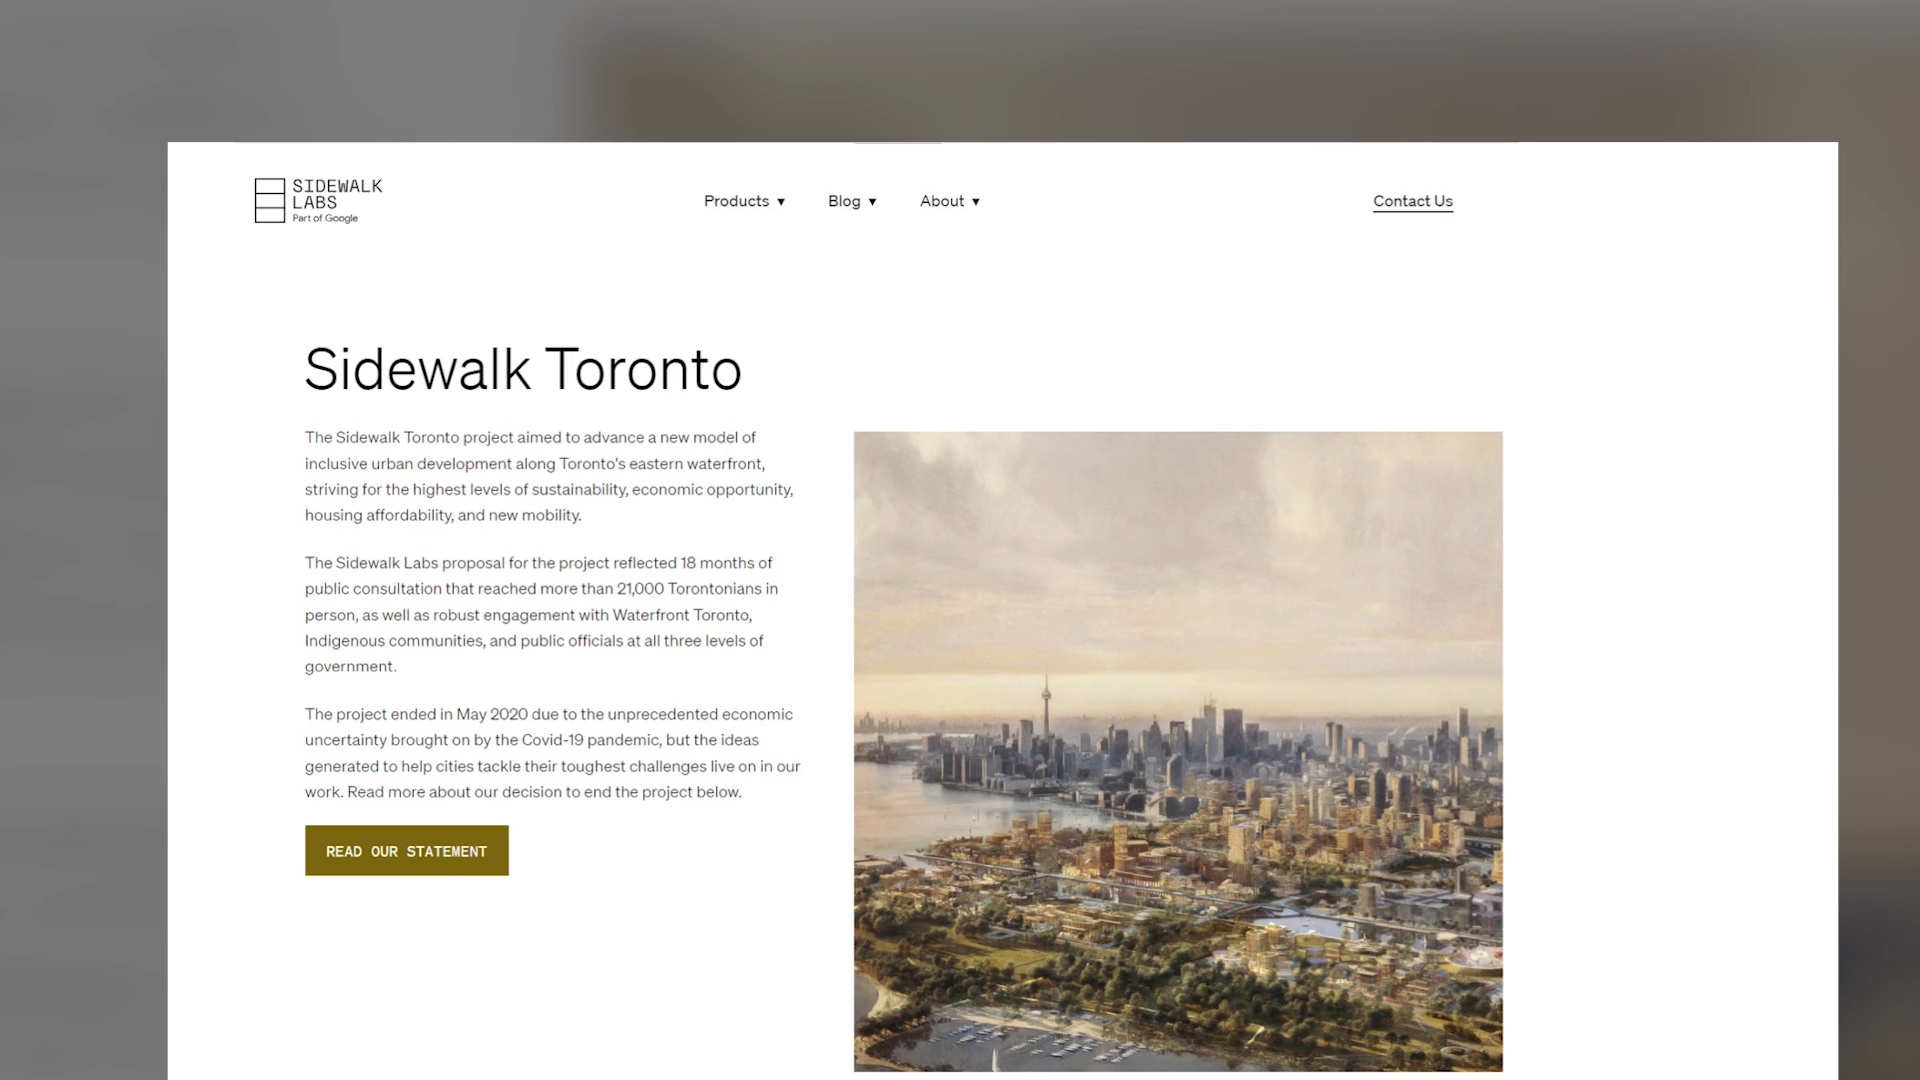 SIDEWALK
LABS
Part of Google
Products ▼
Blog ▼
About ▼
Contact Us
Sidewalk Toronto
The Sidewalk Toronto project aimed to advance a new model of
inclusive urban development along Toronto's eastern waterfront,
striving for the highest levels of sustainability, economic opportunity,
housing affordability, and new mobility.
The Sidewalk Labs proposal for the project reflected 18 months of
public consultation that reached more than 21,000 Torontonians in
person, as well as robust engagement with Waterfront Toronto,
Indigenous communities, and public officials at all three levels of
government.
The project ended in May 2020 due to the unprecedented economic
uncertainty brought on by the Covid-19 pandemic, but the ideas
generated to help cities tackle their toughest challenges live on in our
work. Read more about our decision to end the project below.
READ OUR STATEMENT